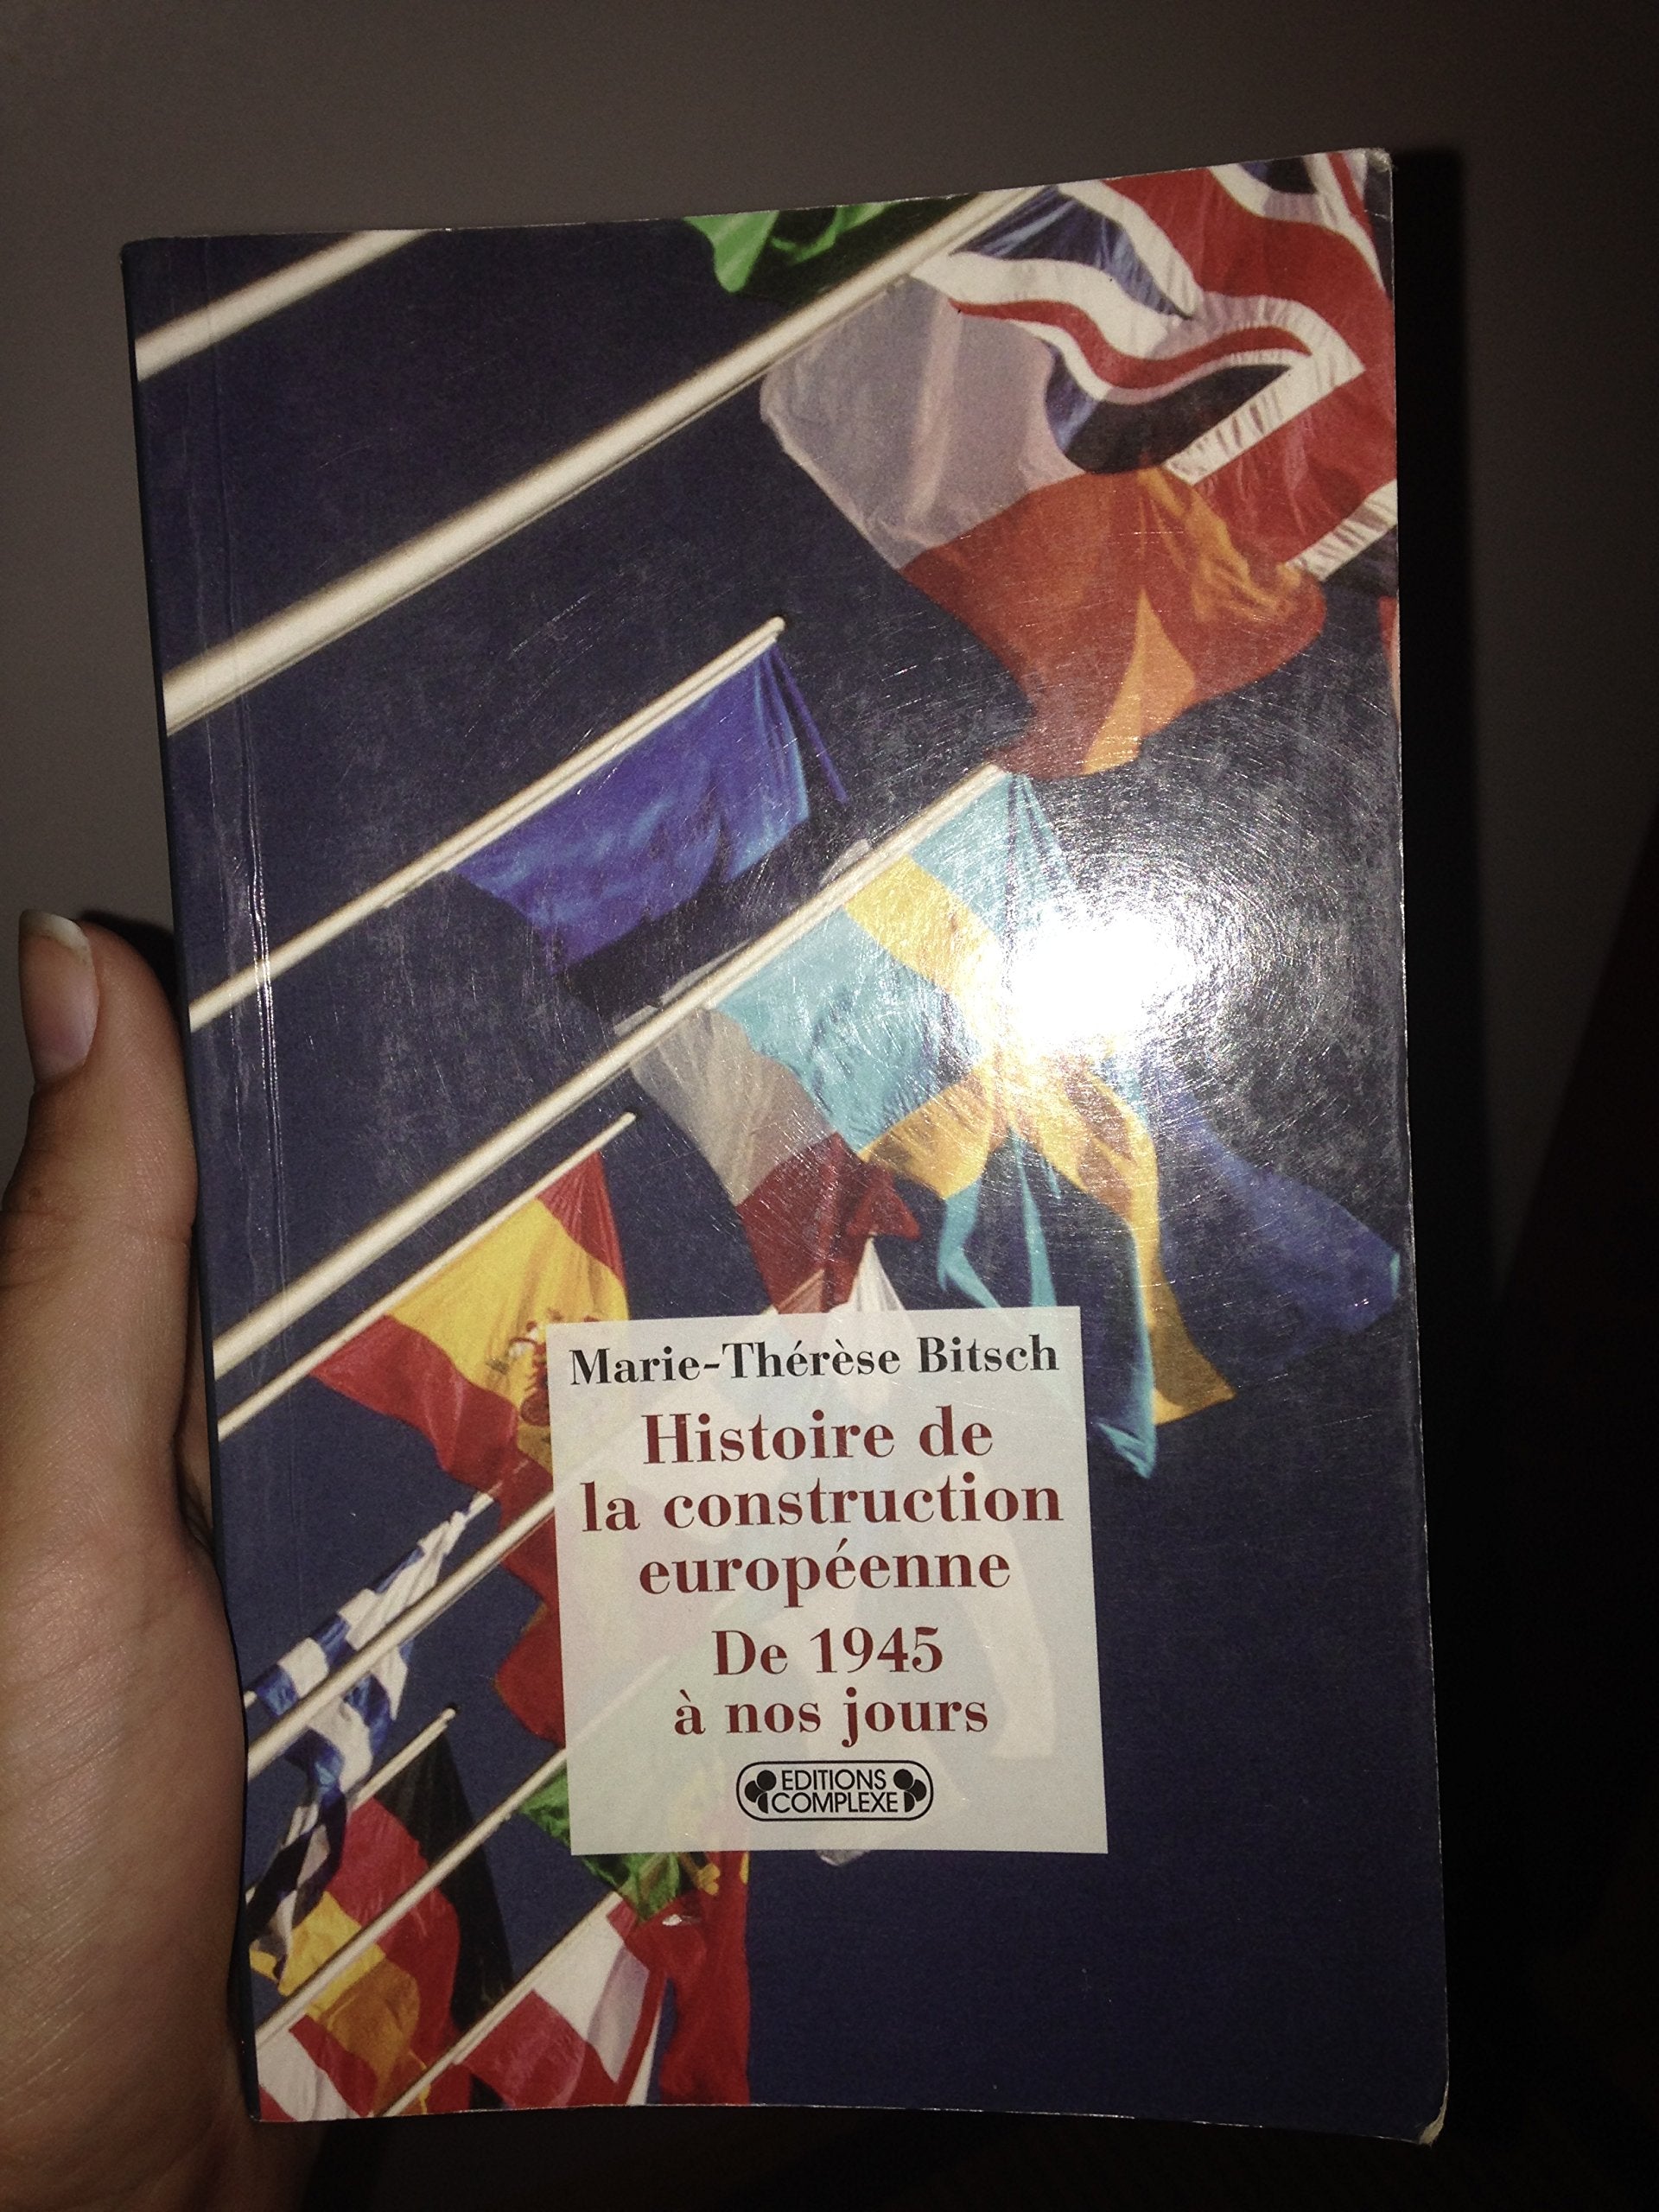 Marie-Thérèse Bitsch
Histoire de
la construction
européenne
De 1945
à nos jours
EDITIONS
COMPLEXE